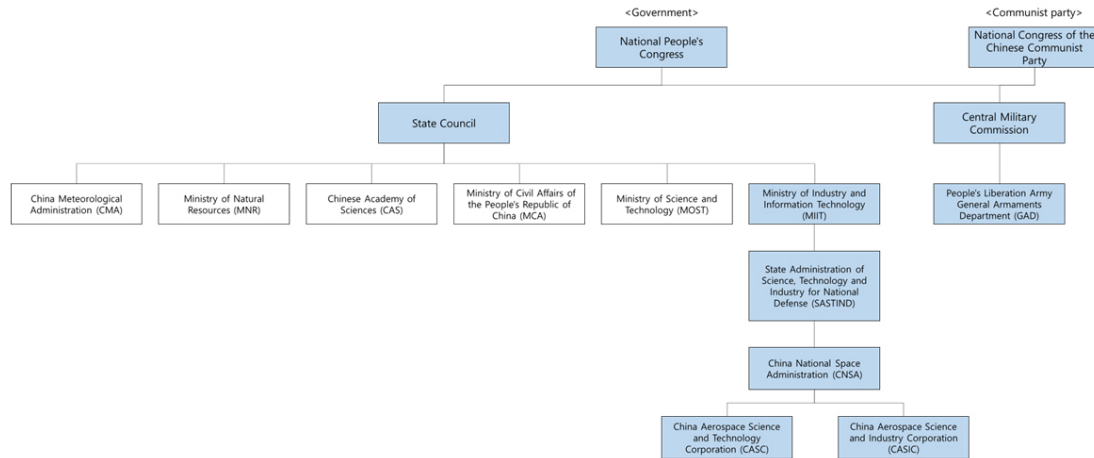 <Government>
<Communist party>
National People's
Congress
National Congress of the
Chinese Communist
Party
State Council
Central Military
Commission
China Meteorological
Administration (CMA)
Ministry of Natural
Resources (MNR)
Chinese Academy of
Sciences (CAS)
Ministry of Civil Affairs of
the People's Republic of
China (MCA)
Ministry of Science and
Technology (MOST)
Ministry of Industry and
Information Technology
(MIIT)
People's Liberation Army
General Armaments
Department (GAD)
State Administration of
Science, Technology and
Industry for National
Defense (SASTIND)
China National Space
Administration (CNSA)
China Aerospace Science
and Technology
Corporation (CASC)
China Aerospace Science
and Industry Corporation
(CASIC)